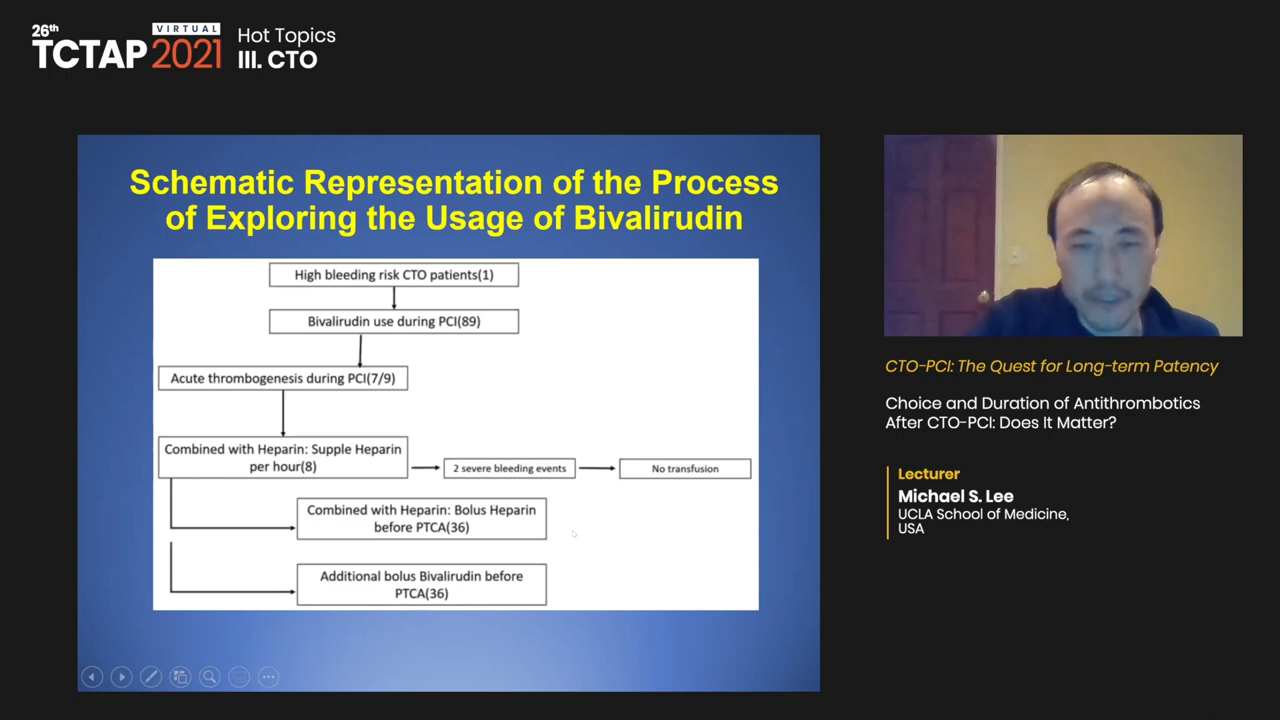 26th
VIRTUAL
TCTAP 2021
Hot Topics
III. CTO
Schematic Representation of the Process
of Exploring the Usage of Bivalirudin
High bleeding risk CTO patients(1)
Bivalirudin use during PCI(89)
Acute thrombogenesis during PCI(7/9)
Combined with Heparin: Supple Heparin
per hour(8)
2 severe bleeding events
No transfusion
Combined with Heparin: Bolus Heparin
before PTCA(36)
Additional bolus Bivalirudin before
PTCA(36)
CTO-PCI: The Quest for Long-term Patency
Choice and Duration of Antithrombotics
After CTO-PCI: Does It Matter?
Lecturer
Michael S. Lee
UCLA School of Medicine,
USA